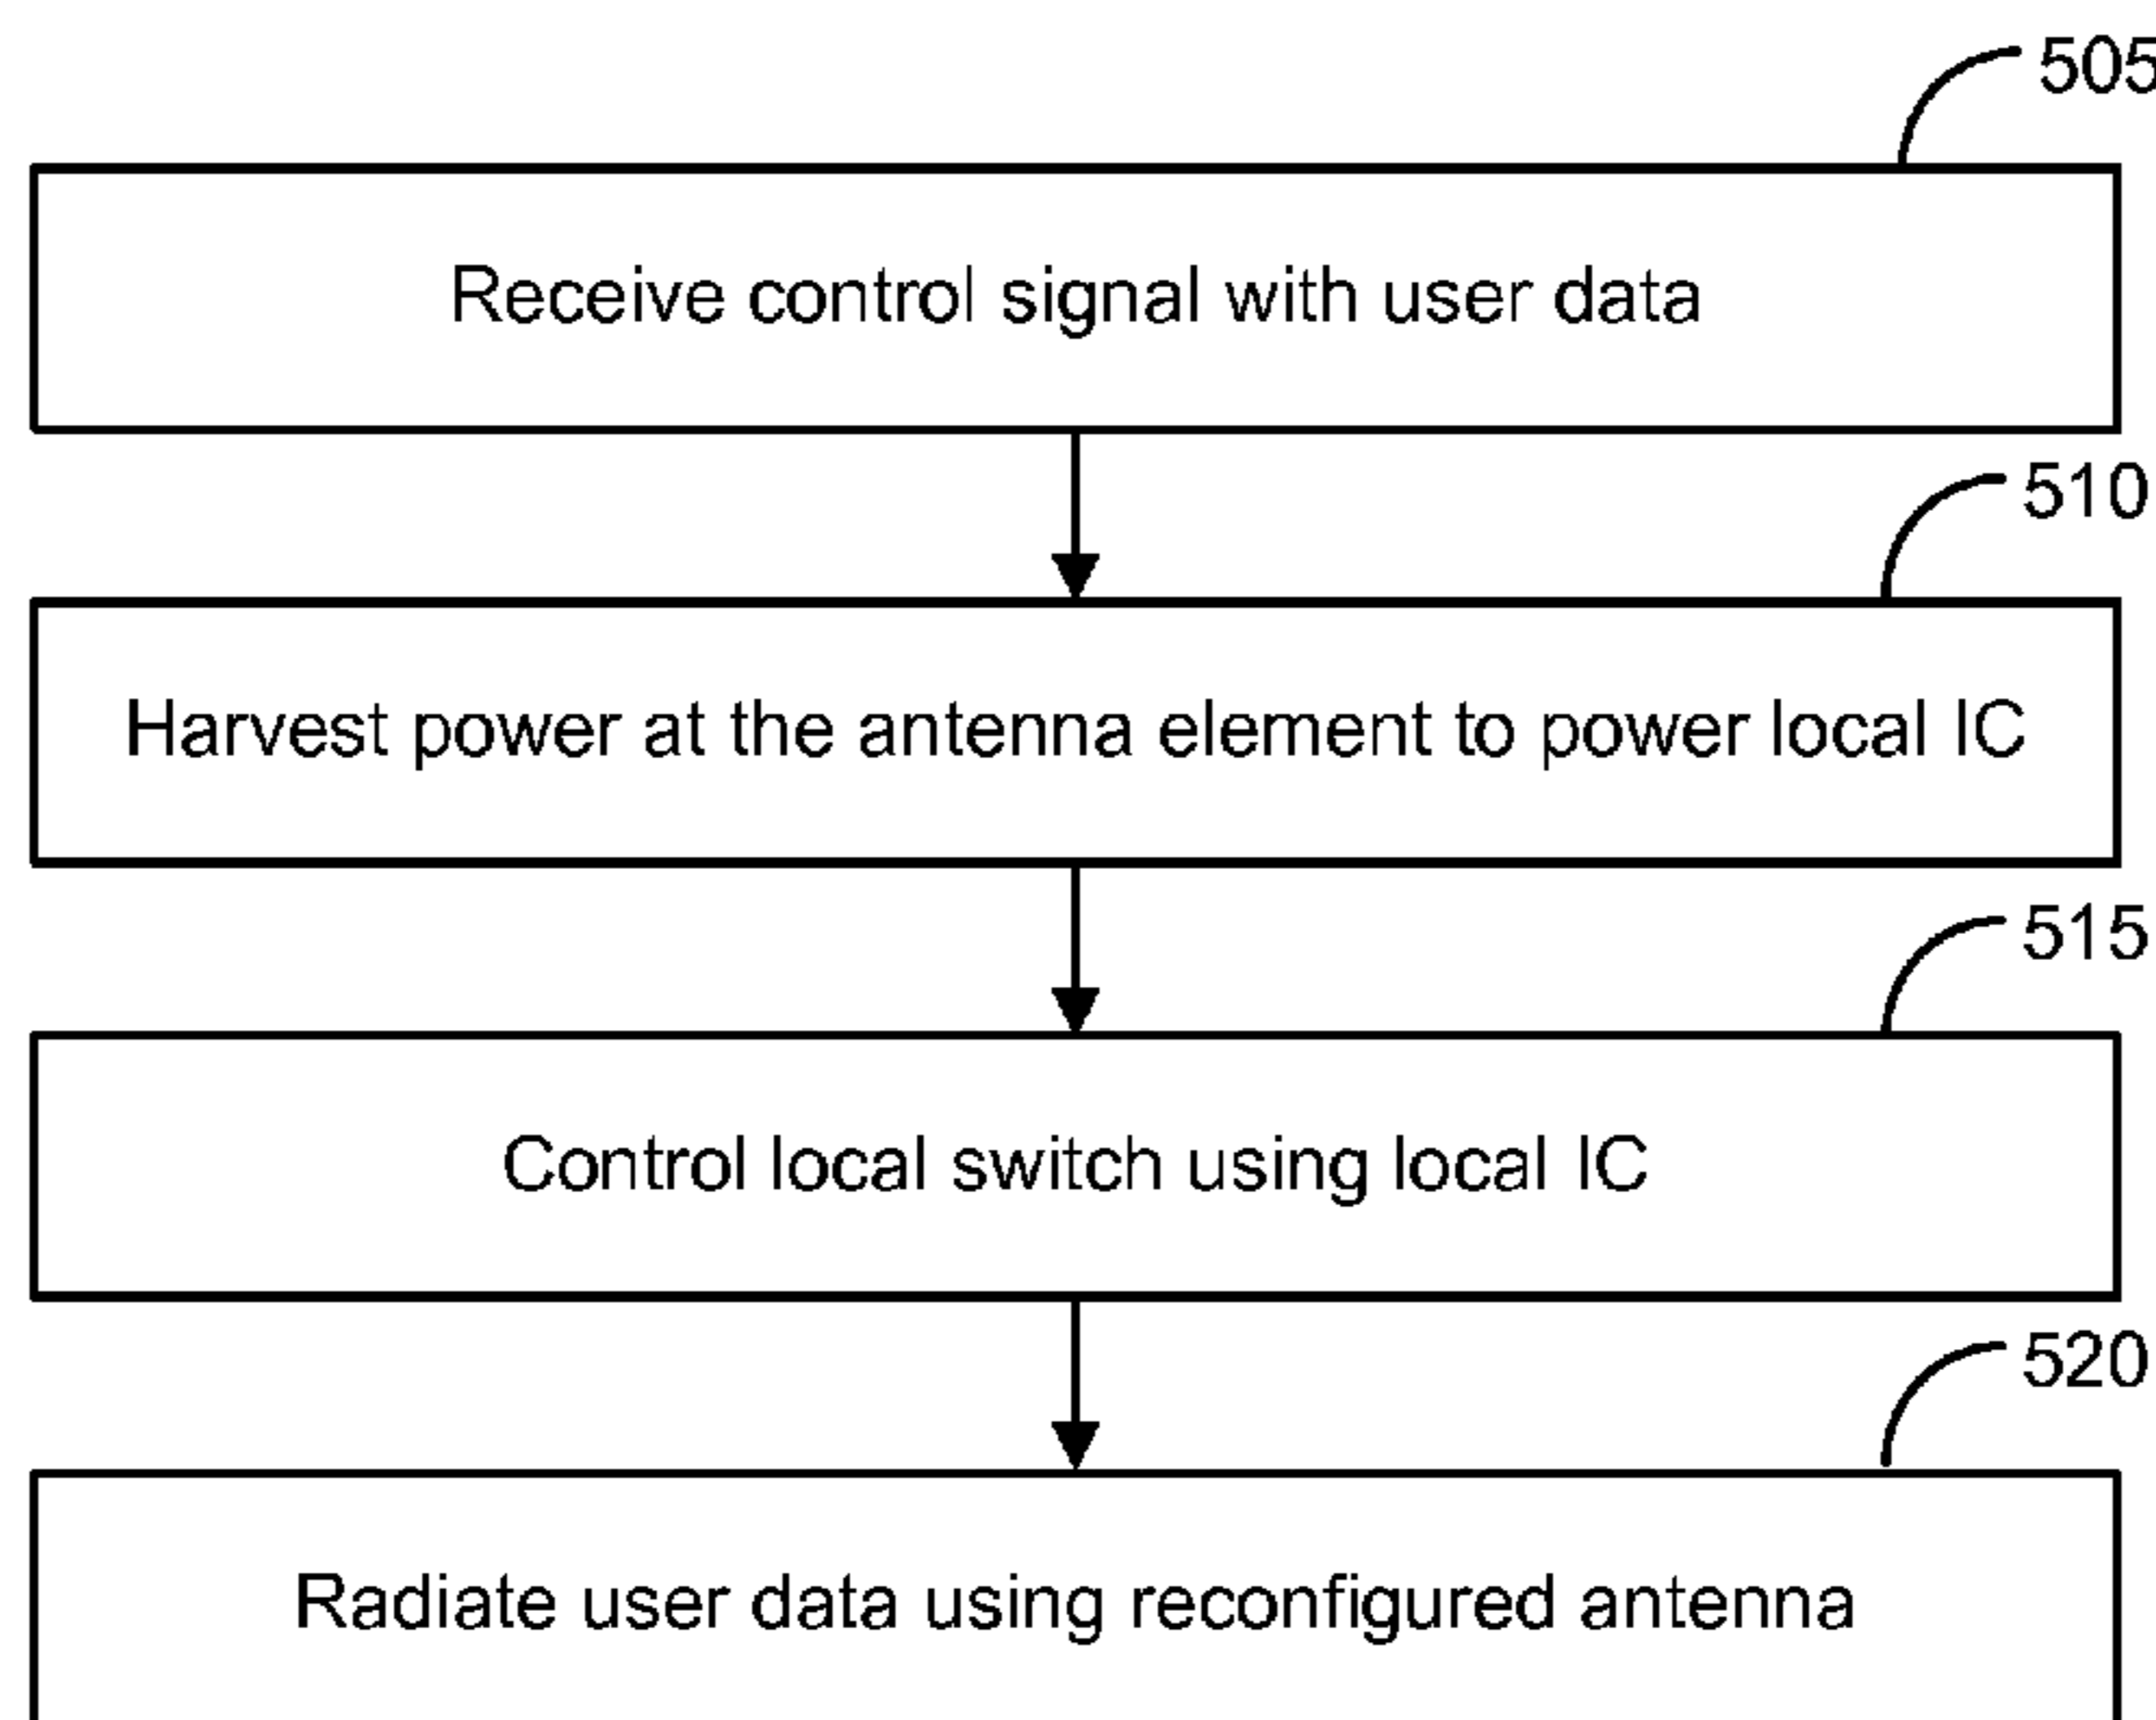 505
Receive control signal with user data
510
Harvest power at the antenna element to power local IC
515
Control local switch using local IC
520
Radiate user data using reconfigured antenna